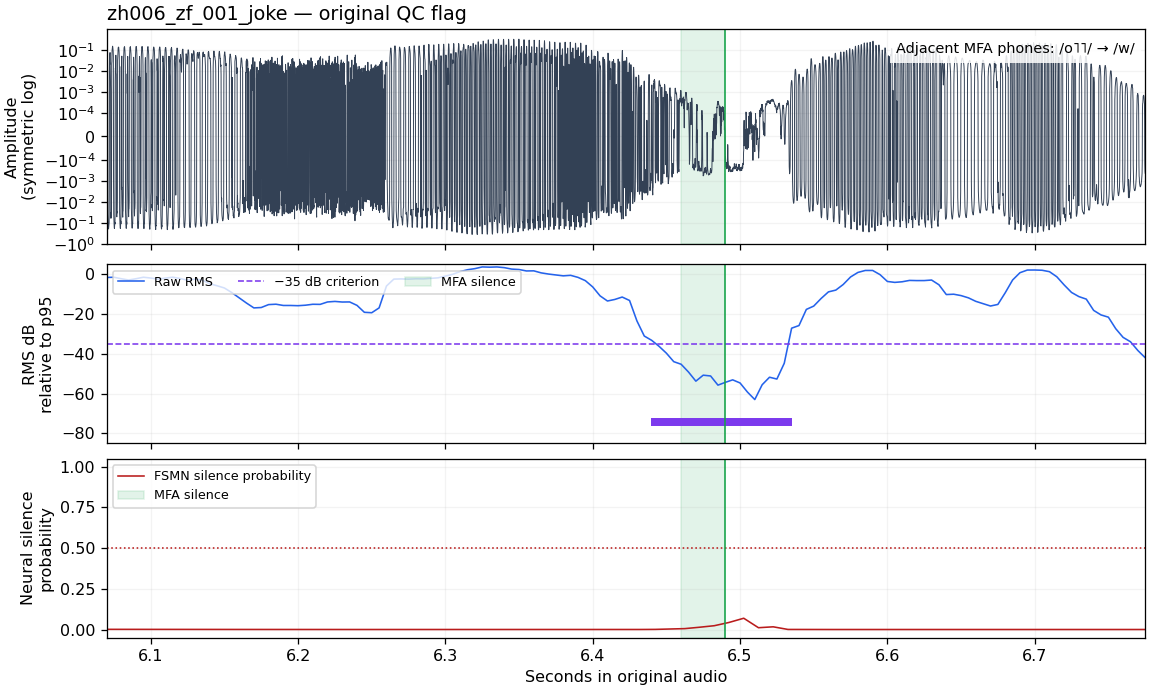 zh006_zf_001_joke — original QC flag
Amplitude
(symmetric log)
10⁻¹
10⁻²
10⁻³
10⁻⁴
0
−10⁻⁴
−10⁻³
−10⁻²
−10⁻¹
−10⁰
Adjacent MFA phones: /o˥˥/ → /w/
RMS dB
relative to p95
0
−20
−40
−60
−80
Raw RMS
−35 dB criterion
MFA silence
Neural silence
probability
1.00
0.75
0.50
0.25
0.00
FSMN silence probability
MFA silence
6.1
6.2
6.3
6.4
6.5
6.6
6.7
Seconds in original audio